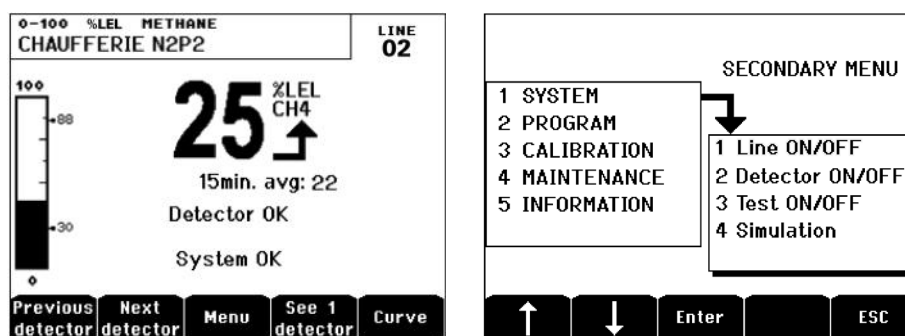 0-100 %LEL METHANE
CHAUFFERIE N2P2
LINE
02
100
88
30
0
25
%LEL
CH4
15min. avg: 22
Detector OK
System OK
Previous detector
Next detector
Menu
See 1 detector
Curve
SECONDARY MENU
1 SYSTEM
2 PROGRAM
3 CALIBRATION
4 MAINTENANCE
5 INFORMATION
1 Line ON/OFF
2 Detector ON/OFF
3 Test ON/OFF
4 Simulation
Enter
ESC